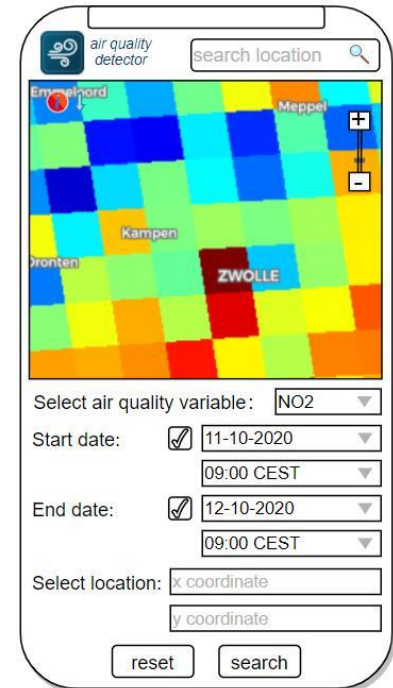 air quality
detector
search location
Emmeloord
Meppel
+
-
Kampen
Dronten
ZWOLLE
Select air quality variable: NO2
Start date: 11-10-2020
09:00 CEST
End date: 12-10-2020
09:00 CEST
Select location: x coordinate
y coordinate
reset search